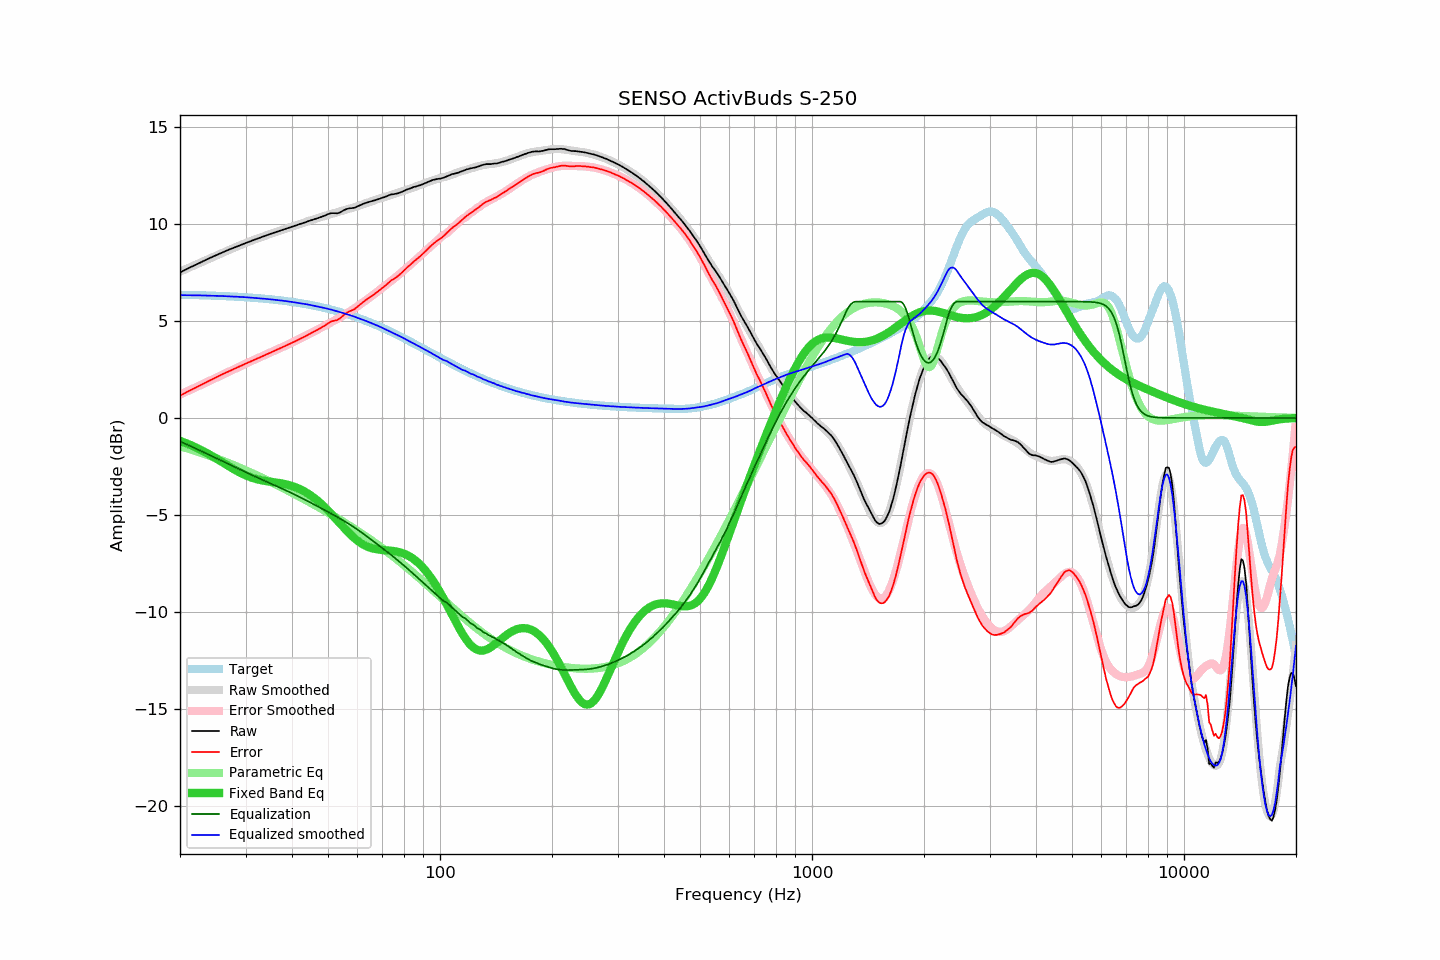 SENSO ActivBuds S-250
15
10
5
0
−5
−10
−15
−20
Amplitude (dBr)
Target
Raw Smoothed
Error Smoothed
Raw
Error
Parametric Eq
Fixed Band Eq
Equalization
Equalized smoothed
100
1000
10000
Frequency (Hz)